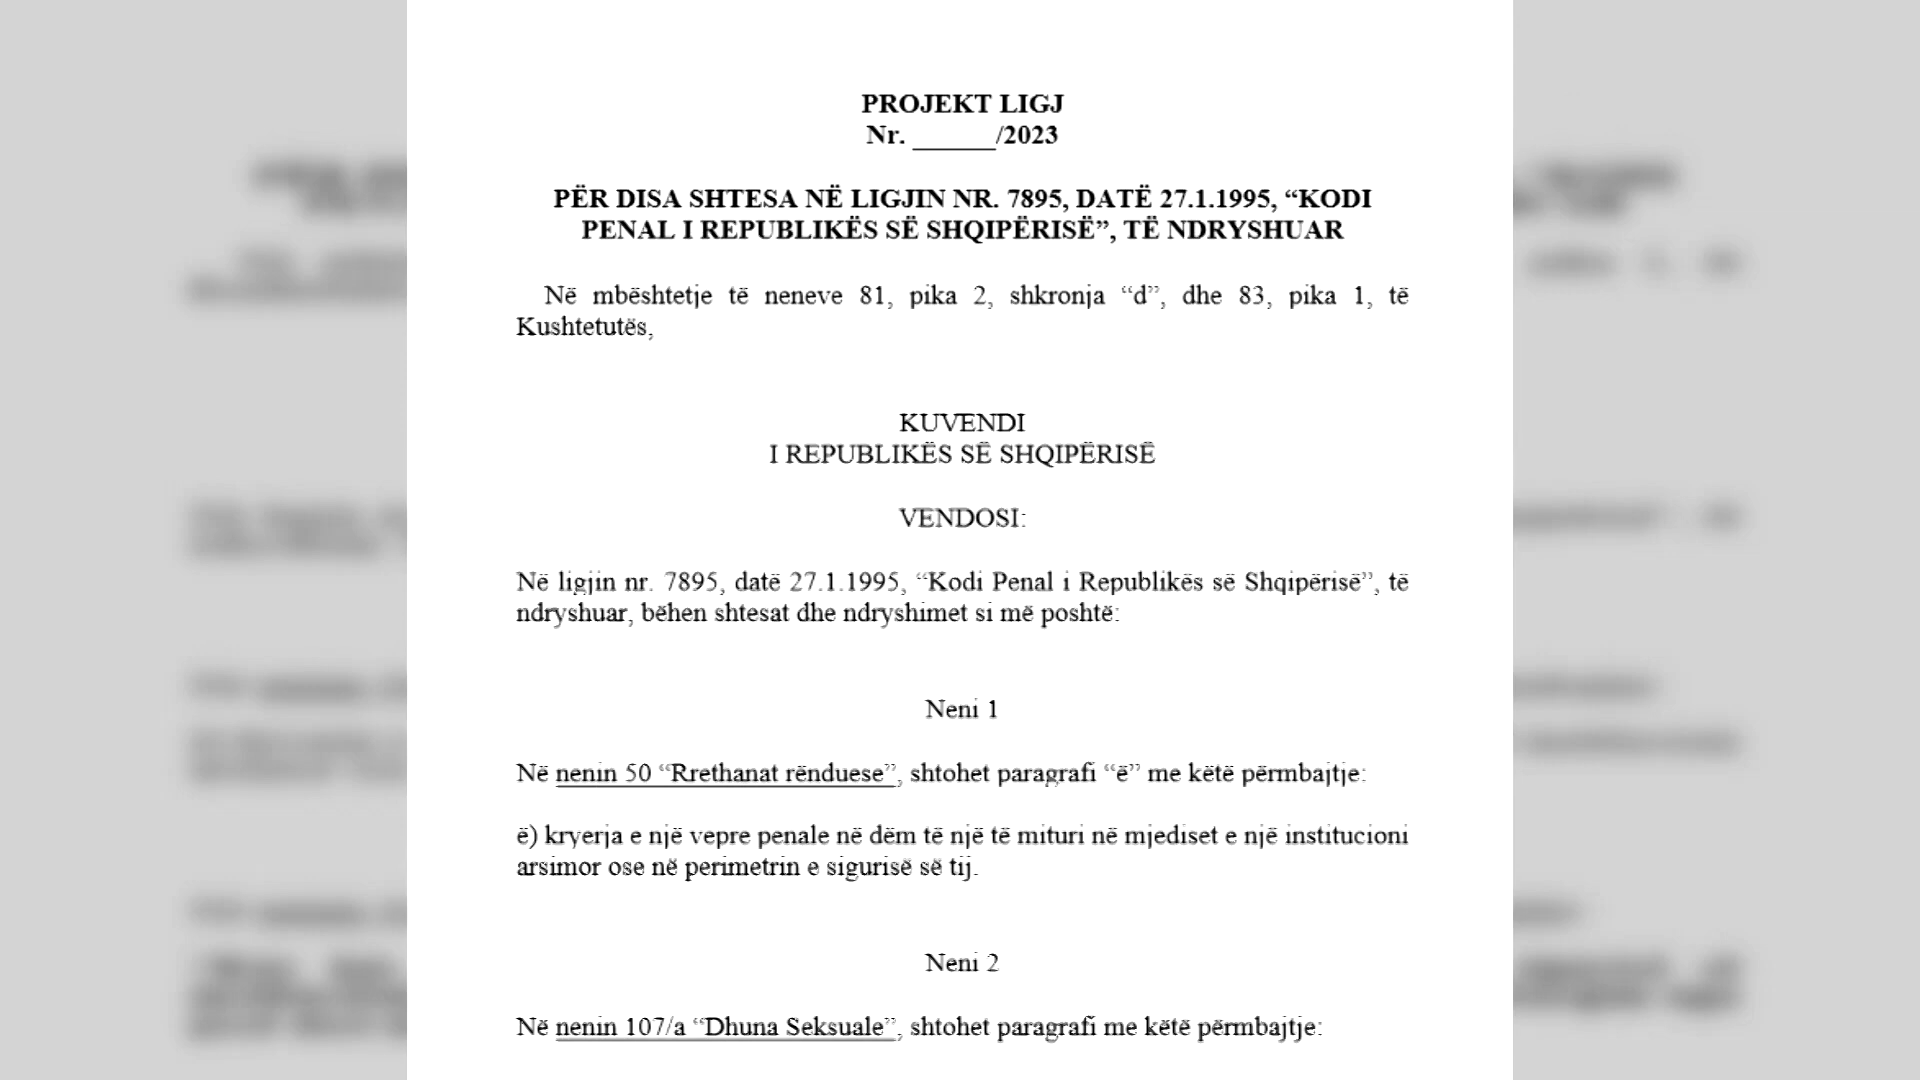 PROJEKT LIGJ
Nr. ______/2023
PËR DISA SHTESA NË LIGJIN NR. 7895, DATË 27.1.1995, “KODI
PENAL I REPUBLIKËS SË SHQIPËRISË”, TË NDRYSHUAR
Në mbështetje të neneve 81, pika 2, shkronja “d”, dhe 83, pika 1, të
Kushtetutës,
KUVENDI
I REPUBLIKËS SË SHQIPËRISË
VENDOSI:
Në ligjin nr. 7895, datë 27.1.1995, “Kodi Penal i Republikës së Shqipërisë”, të
ndryshuar, bëhen shtesat dhe ndryshimet si më poshtë:
Neni 1
Në nenin 50 “Rrethanat rënduese”, shtohet paragrafi “ë” me këtë përmbajtje:
ë) kryerja e një vepre penale në dëm të një të mituri në mjediset e një institucioni
arsimor ose në perimetrin e sigurisë së tij.
Neni 2
Në nenin 107/a “Dhuna Seksuale”, shtohet paragrafi me këtë përmbajtje: